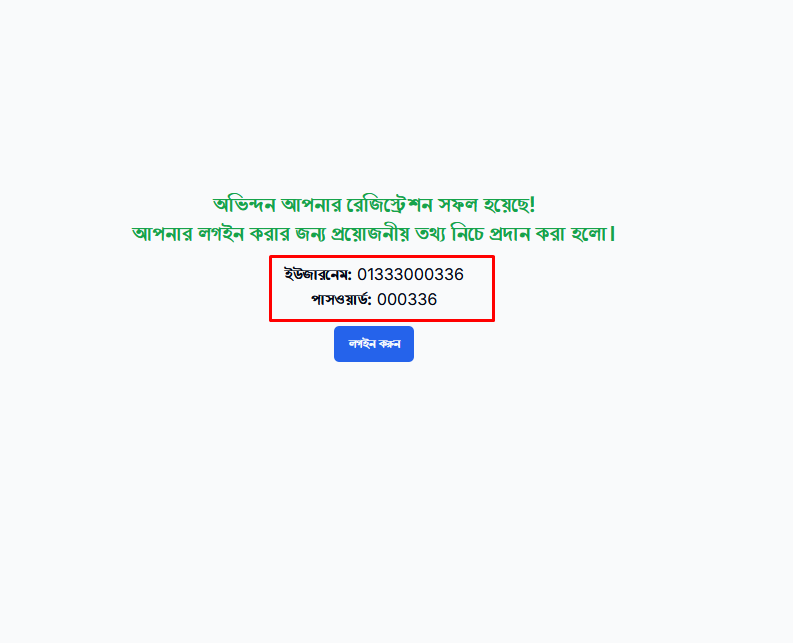 অভিন্দন আপনার রেজিস্ট্রেশন সফল হয়েছে!
আপনার লগইন করার জন্য প্রয়োজনীয় তথ্য নিচে প্রদান করা হলো।
ইউজারনেম: 01333000336
পাসওয়ার্ড: 000336
লগইন করুন